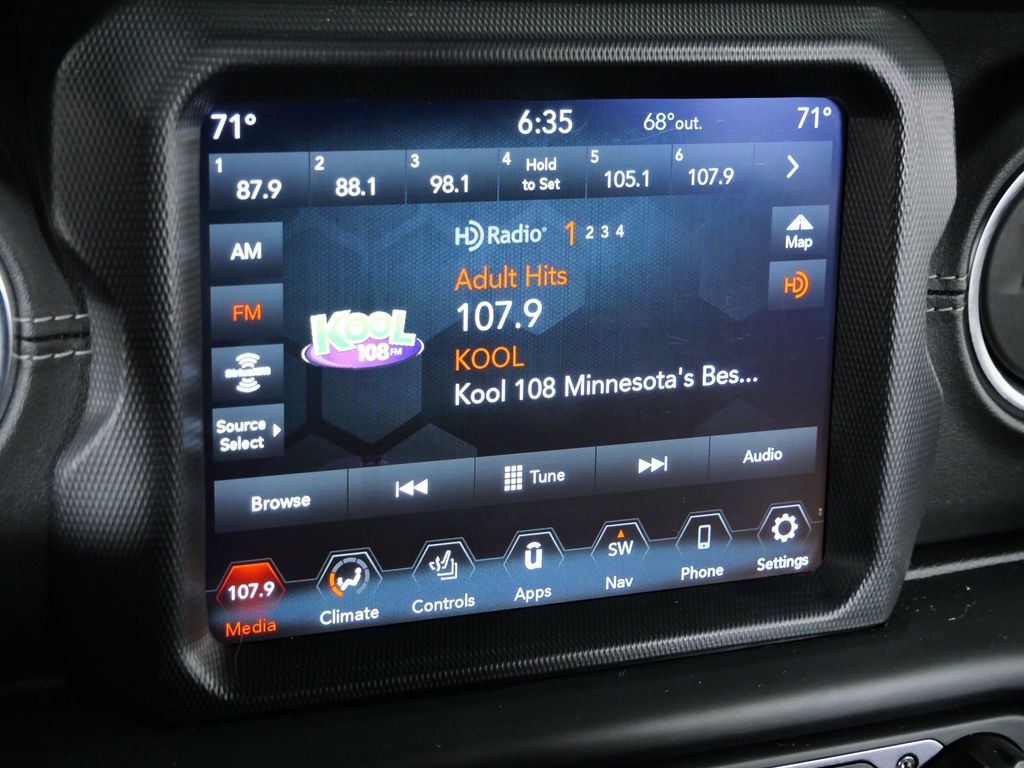 71° 6:35 68°out. 71°
1 87.9 2 88.1 3 98.1 4 Hold to Set 5 105.1 6 107.9
AM
FM
SiriusXM
Source
Select
HD Radio® 1 2 3 4
Map
HD
Adult Hits
107.9
KOOL
Kool 108 Minnesota's Bes...
KOOL
108 FM
Browse Tune Audio
107.9 SW
Media Climate Controls Apps Nav Phone Settings